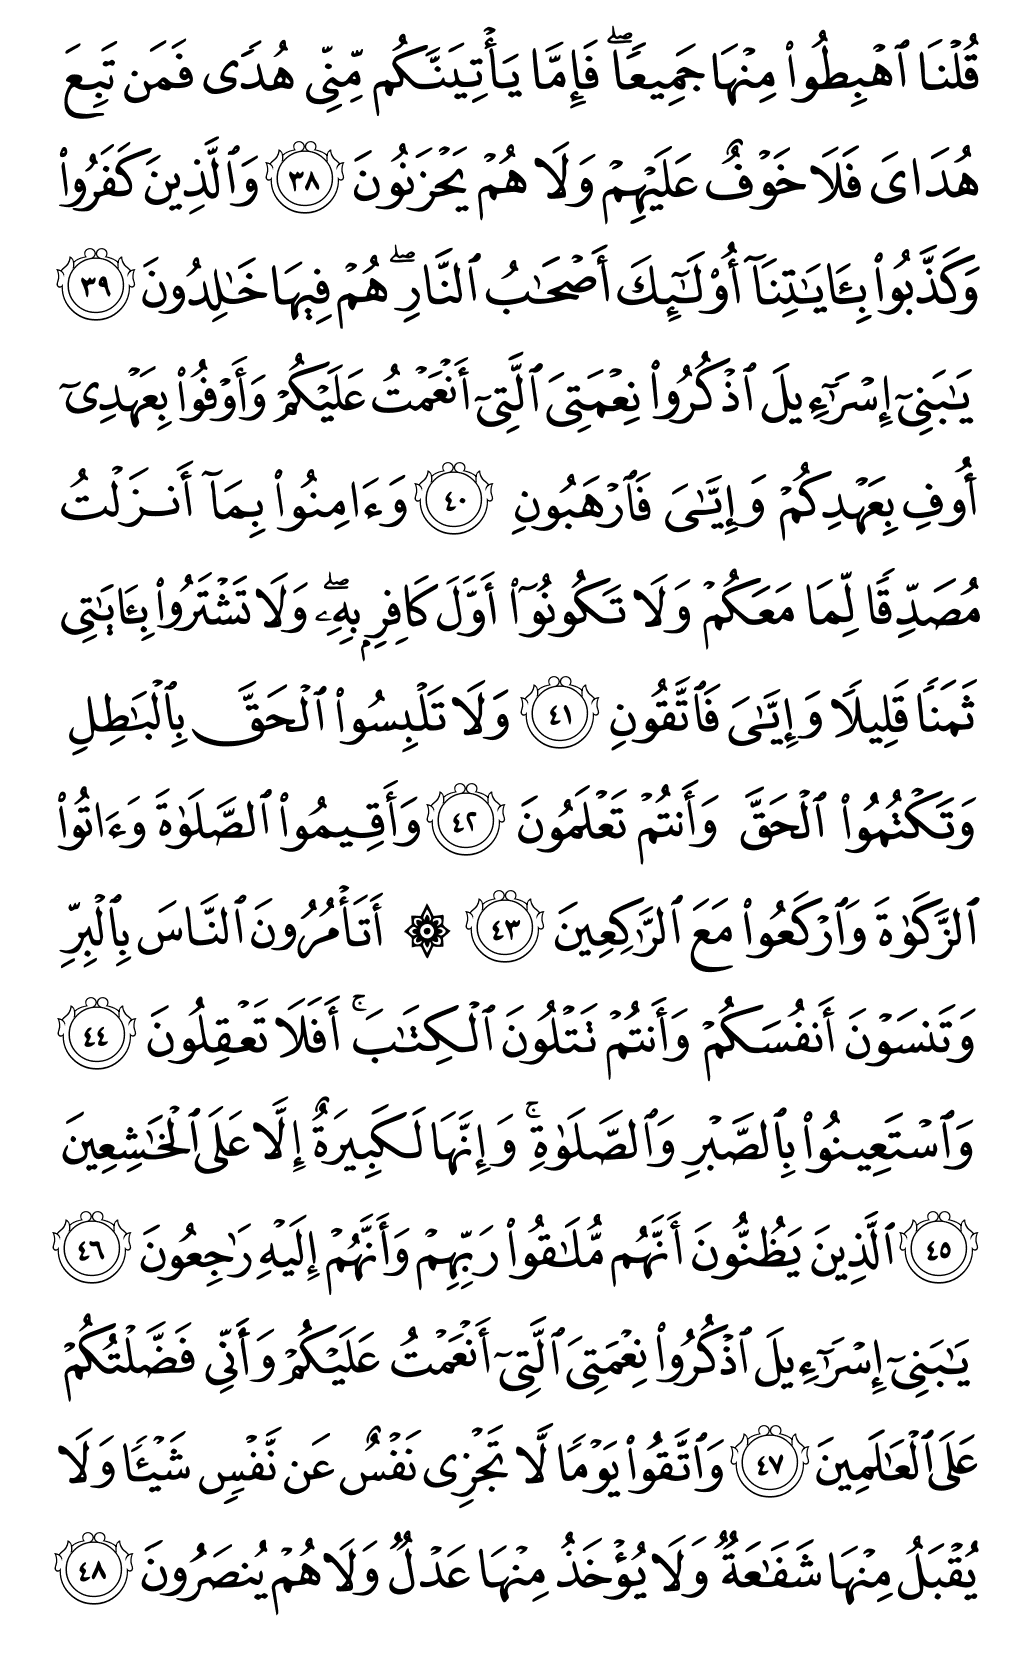 قُلۡنَا ٱهۡبِطُواْ مِنۡهَا جَمِيعٗاۖ فَإِمَّا يَأۡتِيَنَّكُم مِّنِّي هُدٗى فَمَن تَبِعَ
هُدَايَ فَلَا خَوۡفٌ عَلَيۡهِمۡ وَلَا هُمۡ يَحۡزَنُونَ ٣٨ وَٱلَّذِينَ كَفَرُواْ
وَكَذَّبُواْ بِـَٔايَٰتِنَآ أُوْلَٰٓئِكَ أَصۡحَٰبُ ٱلنَّارِۖ هُمۡ فِيهَا خَٰلِدُونَ ٣٩
يَٰبَنِيٓ إِسۡرَٰٓءِيلَ ٱذۡكُرُواْ نِعۡمَتِيَ ٱلَّتِيٓ أَنۡعَمۡتُ عَلَيۡكُمۡ وَأَوۡفُواْ بِعَهۡدِيٓ
أُوفِ بِعَهۡدِكُمۡ وَإِيَّٰيَ فَٱرۡهَبُونِ ٤٠ وَءَامِنُواْ بِمَآ أَنزَلۡتُ
مُصَدِّقٗا لِّمَا مَعَكُمۡ وَلَا تَكُونُوٓاْ أَوَّلَ كَافِرِۭ بِهِۦۖ وَلَا تَشۡتَرُواْ بِـَٔايَٰتِي
ثَمَنٗا قَلِيلٗا وَإِيَّٰيَ فَٱتَّقُونِ ٤١ وَلَا تَلۡبِسُواْ ٱلۡحَقَّ بِٱلۡبَٰطِلِ
وَتَكۡتُمُواْ ٱلۡحَقَّ وَأَنتُمۡ تَعۡلَمُونَ ٤٢ وَأَقِيمُواْ ٱلصَّلَوٰةَ وَءَاتُواْ
ٱلزَّكَوٰةَ وَٱرۡكَعُواْ مَعَ ٱلرَّٰكِعِينَ ٤٣ ۞ أَتَأۡمُرُونَ ٱلنَّاسَ بِٱلۡبِرِّ
وَتَنسَوۡنَ أَنفُسَكُمۡ وَأَنتُمۡ تَتۡلُونَ ٱلۡكِتَٰبَۚ أَفَلَا تَعۡقِلُونَ ٤٤
وَٱسۡتَعِينُواْ بِٱلصَّبۡرِ وَٱلصَّلَوٰةِۚ وَإِنَّهَا لَكَبِيرَةٌ إِلَّا عَلَى ٱلۡخَٰشِعِينَ
٤٥ ٱلَّذِينَ يَظُنُّونَ أَنَّهُم مُّلَٰقُواْ رَبِّهِمۡ وَأَنَّهُمۡ إِلَيۡهِ رَٰجِعُونَ ٤٦
يَٰبَنِيٓ إِسۡرَٰٓءِيلَ ٱذۡكُرُواْ نِعۡمَتِيَ ٱلَّتِيٓ أَنۡعَمۡتُ عَلَيۡكُمۡ وَأَنِّي فَضَّلۡتُكُمۡ
عَلَى ٱلۡعَٰلَمِينَ ٤٧ وَٱتَّقُواْ يَوۡمٗا لَّا تَجۡزِي نَفۡسٌ عَن نَّفۡسٖ شَيۡـٔٗا وَلَا
يُقۡبَلُ مِنۡهَا شَفَٰعَةٞ وَلَا يُؤۡخَذُ مِنۡهَا عَدۡلٞ وَلَا هُمۡ يُنصَرُونَ ٤٨